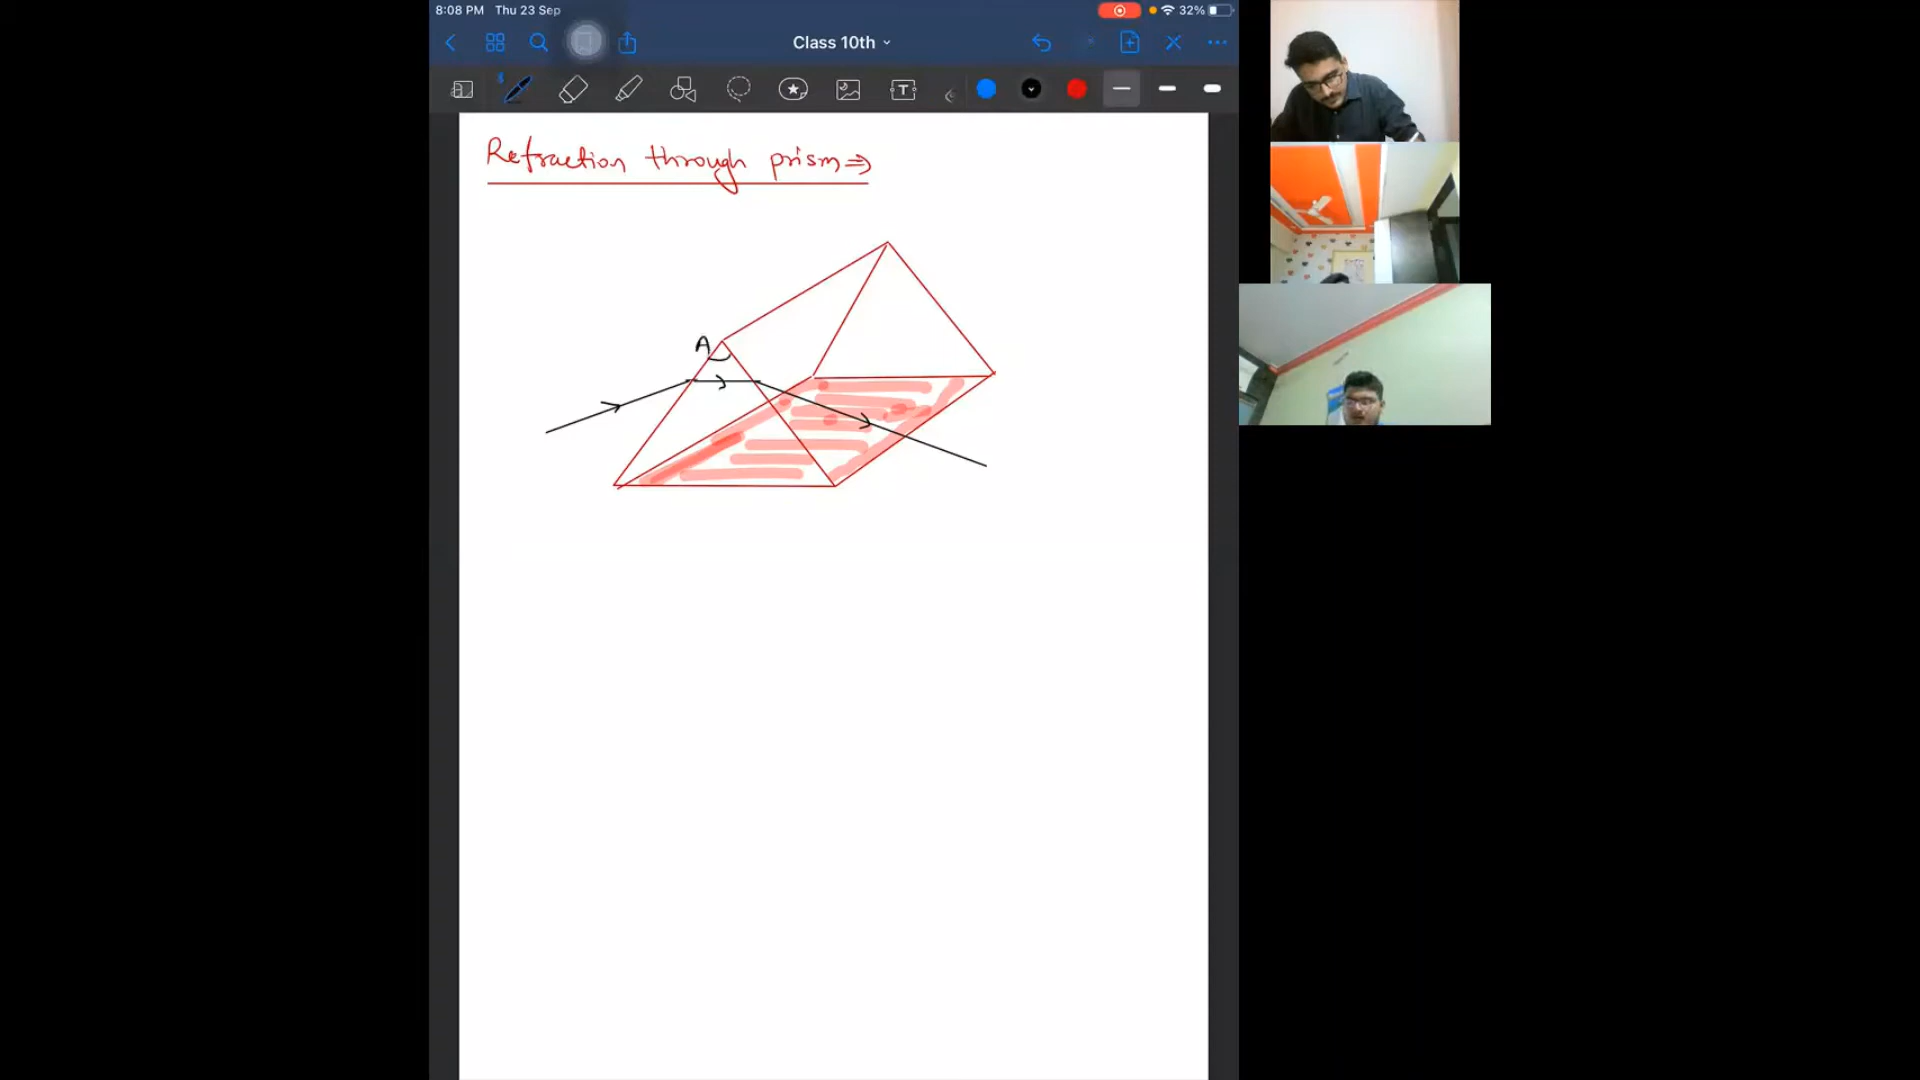 8:08 PM Thu 23 Sep
32%
Class 10th
T
Refraction through prism ⇒
A